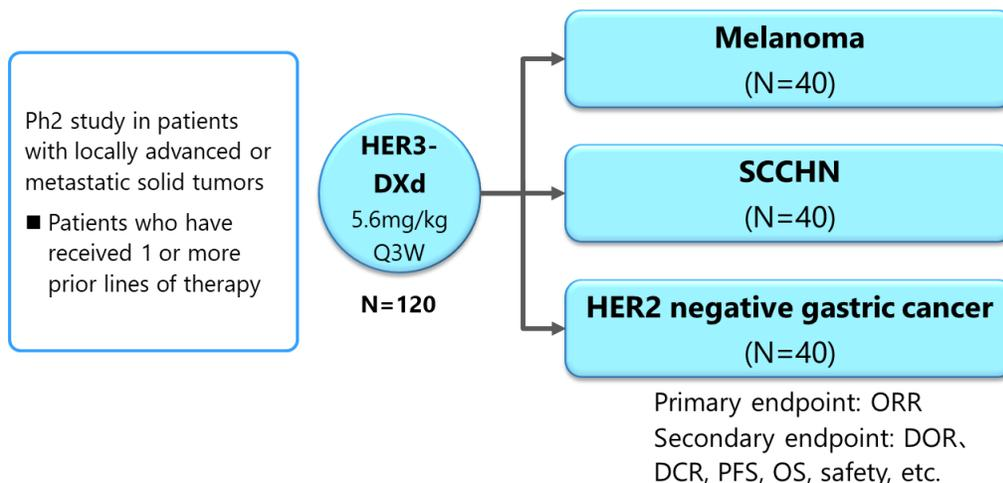 Ph2 study in patients
with locally advanced or
metastatic solid tumors
■ Patients who have
received 1 or more
prior lines of therapy
HER3-
DXd
5.6mg/kg
Q3W
N=120
Melanoma
(N=40)
SCCHN
(N=40)
HER2 negative gastric cancer
(N=40)
Primary endpoint: ORR
Secondary endpoint: DOR、
DCR, PFS, OS, safety, etc.